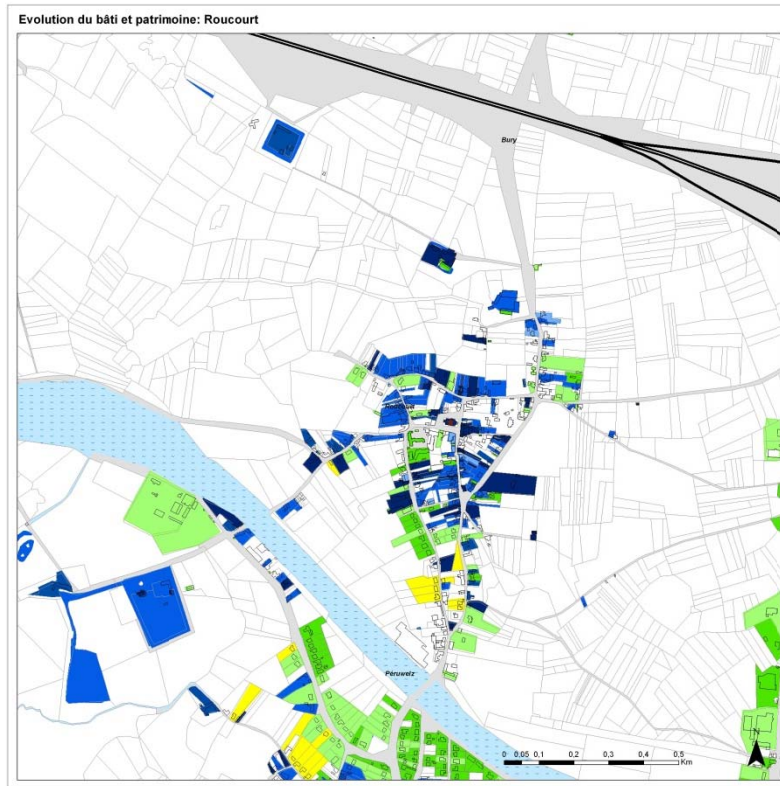 Evolution du bâti et patrimoine: Roucourt
Bury
Roucourt
Péruwelz
N
0 0,05 0,1 0,2 0,3 0,4 0,5
Km